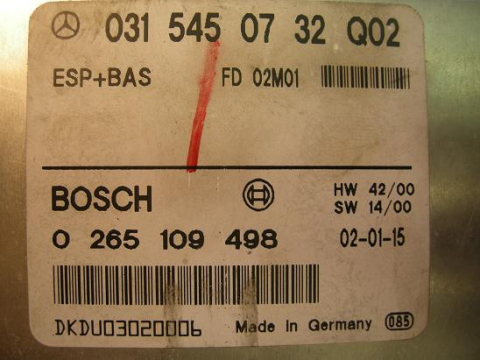 031 545 07 32 Q02
ESP+BAS FD 02M01
BOSCH HW 42/00
SW 14/00
0 265 109 498 02-01-15
DKDU03020006 Made in Germany 085